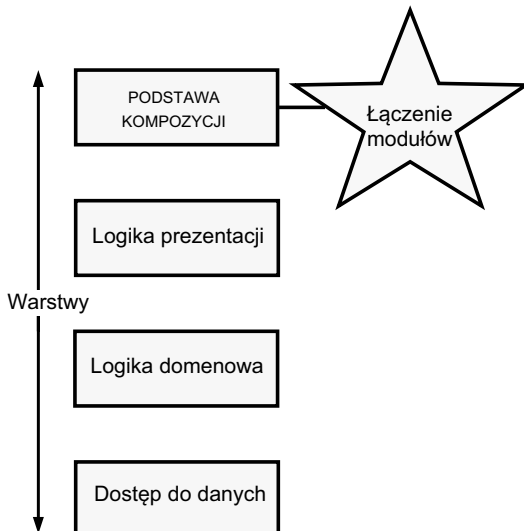 PODSTAWA
KOMPOZYCJI
Łączenie
modułów
Logika prezentacji
Warstwy
Logika domenowa
Dostęp do danych